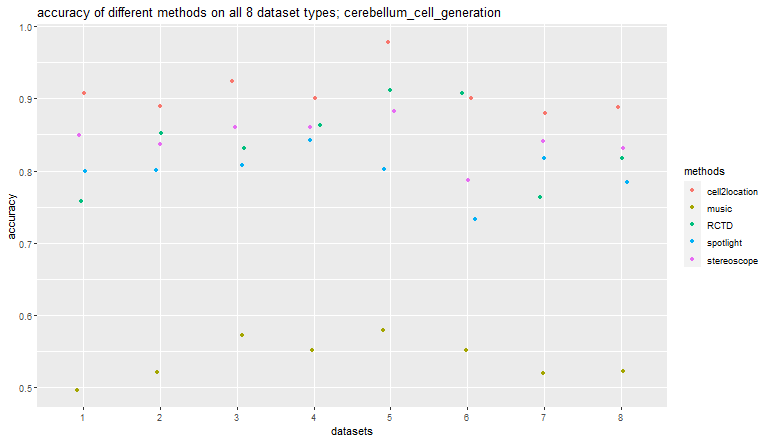 accuracy of different methods on all 8 dataset types; cerebellum_cell_generation
1.0
0.9
0.8
0.7
0.6
0.5
accuracy
1 2 3 4 5 6 7 8
datasets
methods
cell2location
music
RCTD
spotlight
stereoscope